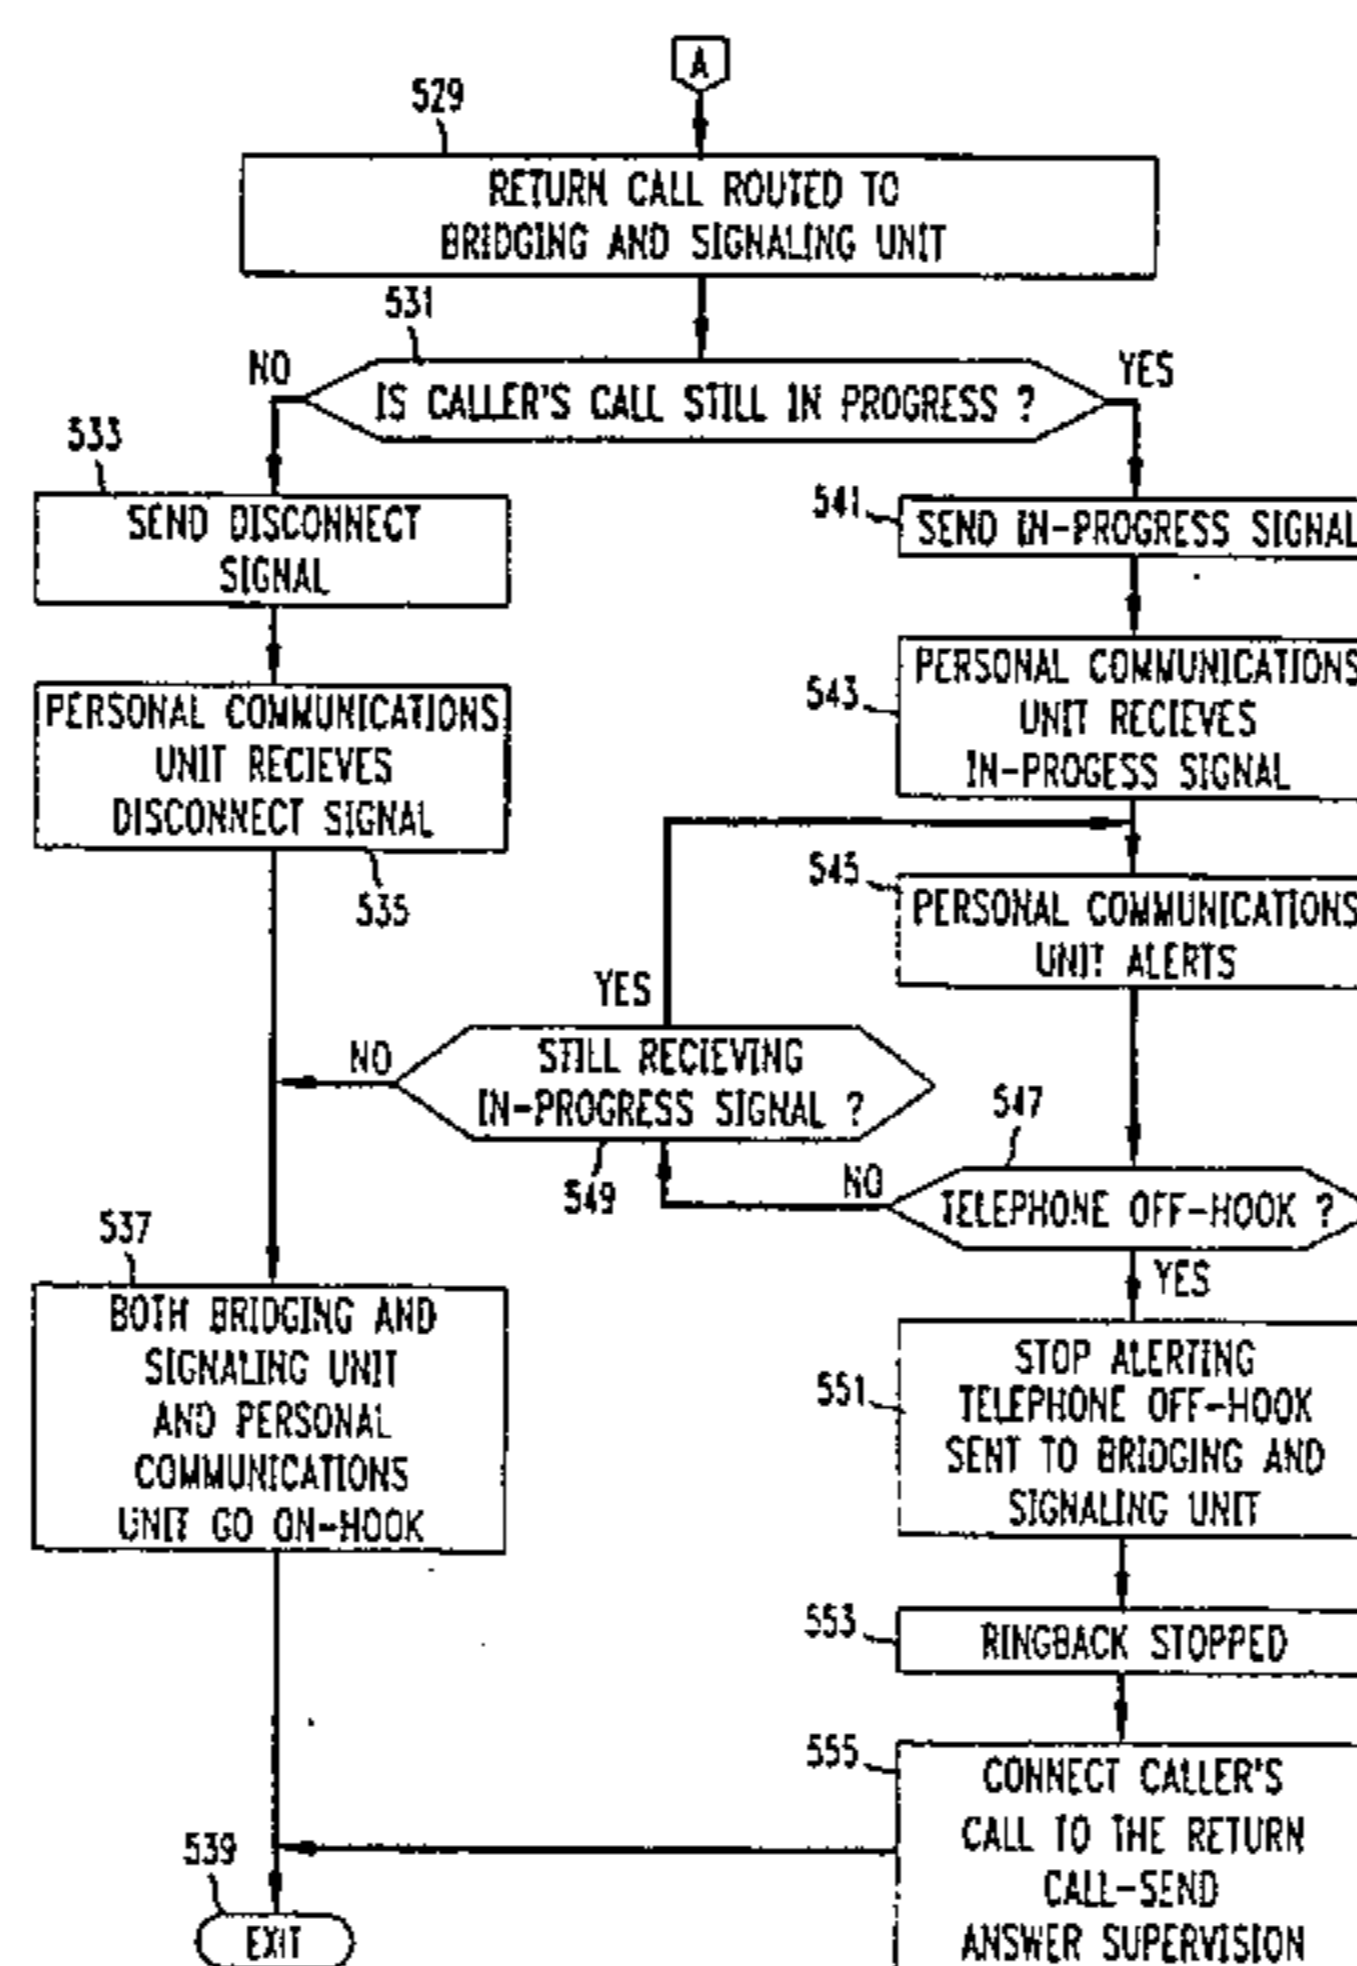 A
529
RETURN CALL ROUTED TO
BRIDGING AND SIGNALING UNIT
531
NO
IS CALLER'S CALL STILL IN PROGRESS ?
YES
533
SEND DISCONNECT
SIGNAL
541
SEND IN-PROGRESS SIGNAL
PERSONAL COMMUNICATIONS
UNIT RECIEVES
DISCONNECT SIGNAL
535
543
PERSONAL COMMUNICATIONS
UNIT RECIEVES
IN-PROGESS SIGNAL
545
PERSONAL COMMUNICATIONS
UNIT ALERTS
YES
NO
STILL RECIEVING
IN-PROGRESS SIGNAL ?
549
547
NO
TELEPHONE OFF-HOOK ?
YES
537
BOTH BRIDGING AND
SIGNALING UNIT
AND PERSONAL
COMMUNICATIONS
UNIT GO ON-HOOK
551
STOP ALERTING
TELEPHONE OFF-HOOK
SENT TO BRIDGING AND
SIGNALING UNIT
553
RINGBACK STOPPED
555
CONNECT CALLER'S
CALL TO THE RETURN
CALL-SEND
ANSWER SUPERVISION
539
EXIT